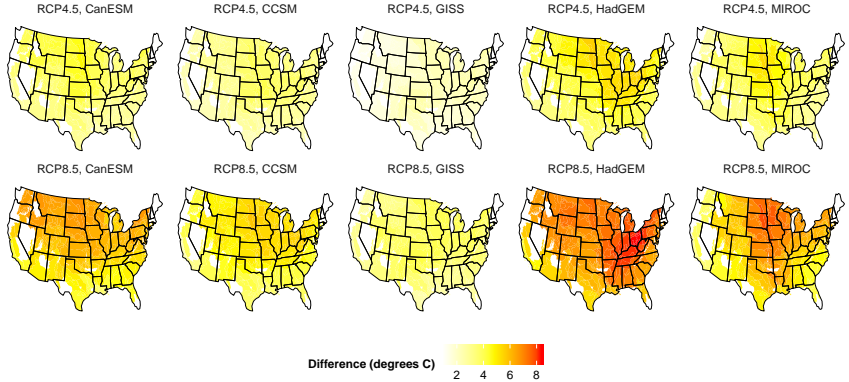 RCP4.5, CanESM
RCP4.5, CCSM
RCP4.5, GISS
RCP4.5, HadGEM
RCP4.5, MIROC
RCP8.5, CanESM
RCP8.5, CCSM
RCP8.5, GISS
RCP8.5, HadGEM
RCP8.5, MIROC
Difference (degrees C)
2 4 6 8